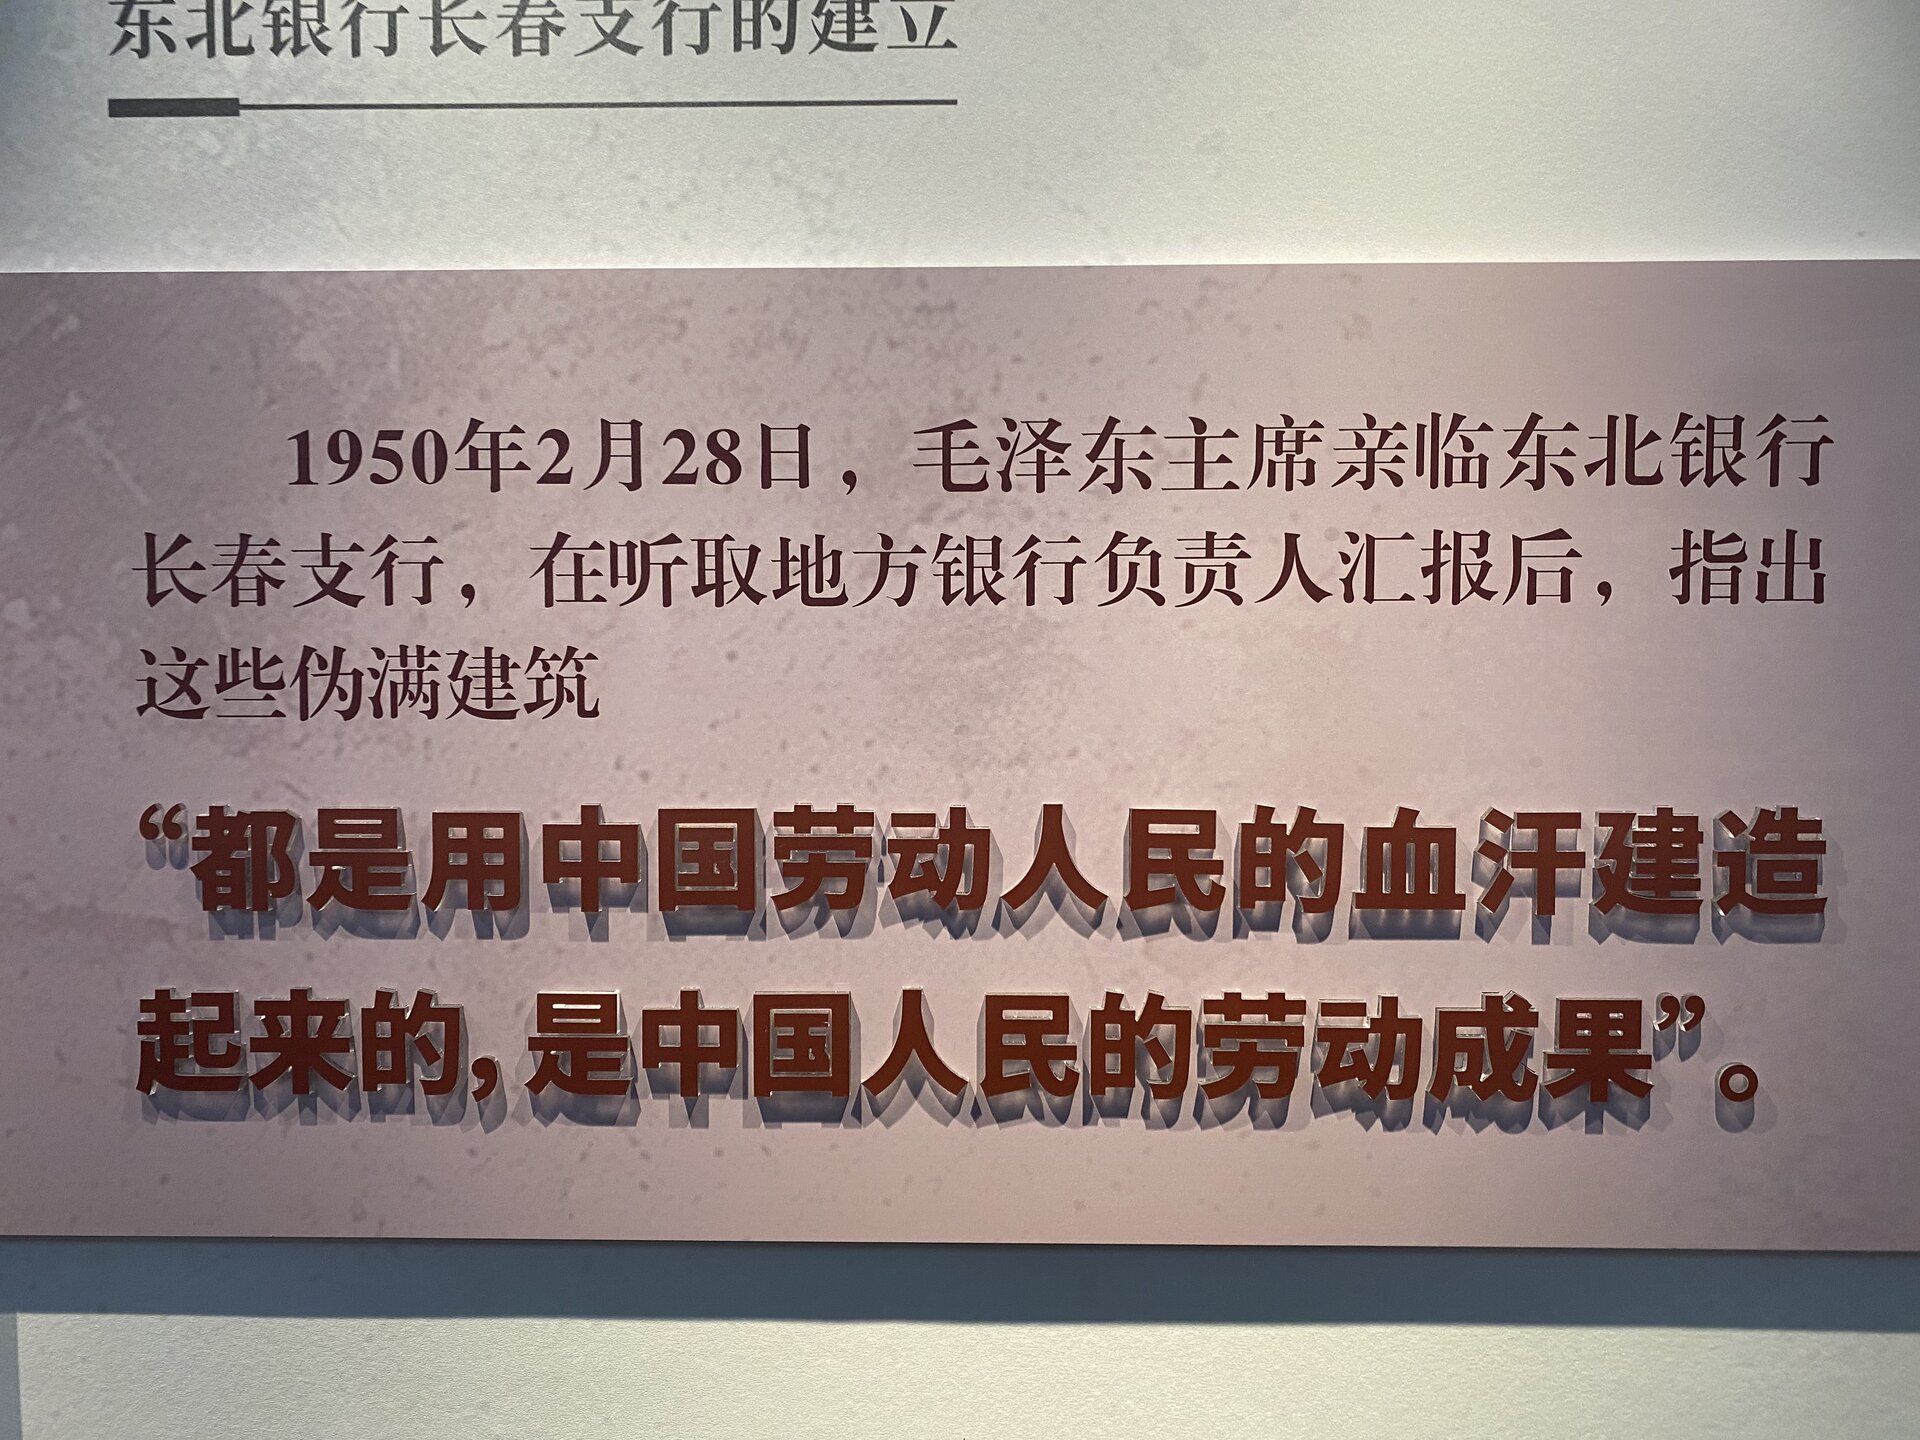 东北银行长春支行的建立
1950年2月28日，毛泽东主席亲临东北银行
长春支行，在听取地方银行负责人汇报后，指出
这些伪满建筑
“都是用中国劳动人民的血汗建造
起来的，是中国人民的劳动成果”。